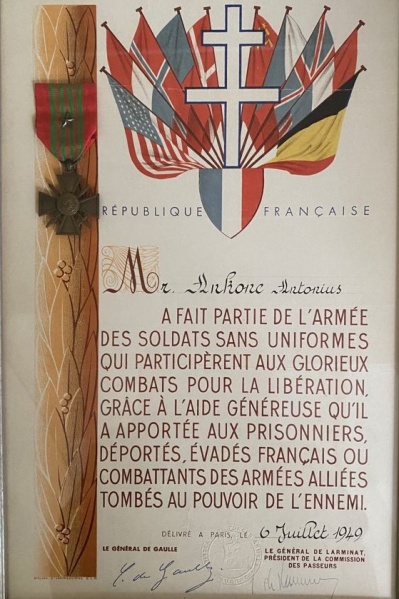 RÉPUBLIQUE FRANÇAISE
Mr. Ankone Antonius
A FAIT PARTIE DE L'ARMÉE
DES SOLDATS SANS UNIFORMES
QUI PARTICIPÈRENT AUX GLORIEUX
COMBATS POUR LA LIBÉRATION,
GRÂCE À L'AIDE GÉNÉREUSE QU'IL
A APPORTÉE AUX PRISONNIERS,
DÉPORTÉS, ÉVADÉS FRANÇAIS OU
COMBATTANTS DES ARMÉES ALLIÉES
TOMBÉS AU POUVOIR DE L'ENNEMI.
DÉLIVRÉ A PARIS, LE 6 Juillet 1949
LE GÉNÉRAL DE GAULLE
LE GÉNÉRAL DE LARMINAT,
PRÉSIDENT DE LA COMMISSION
DES PASSEURS